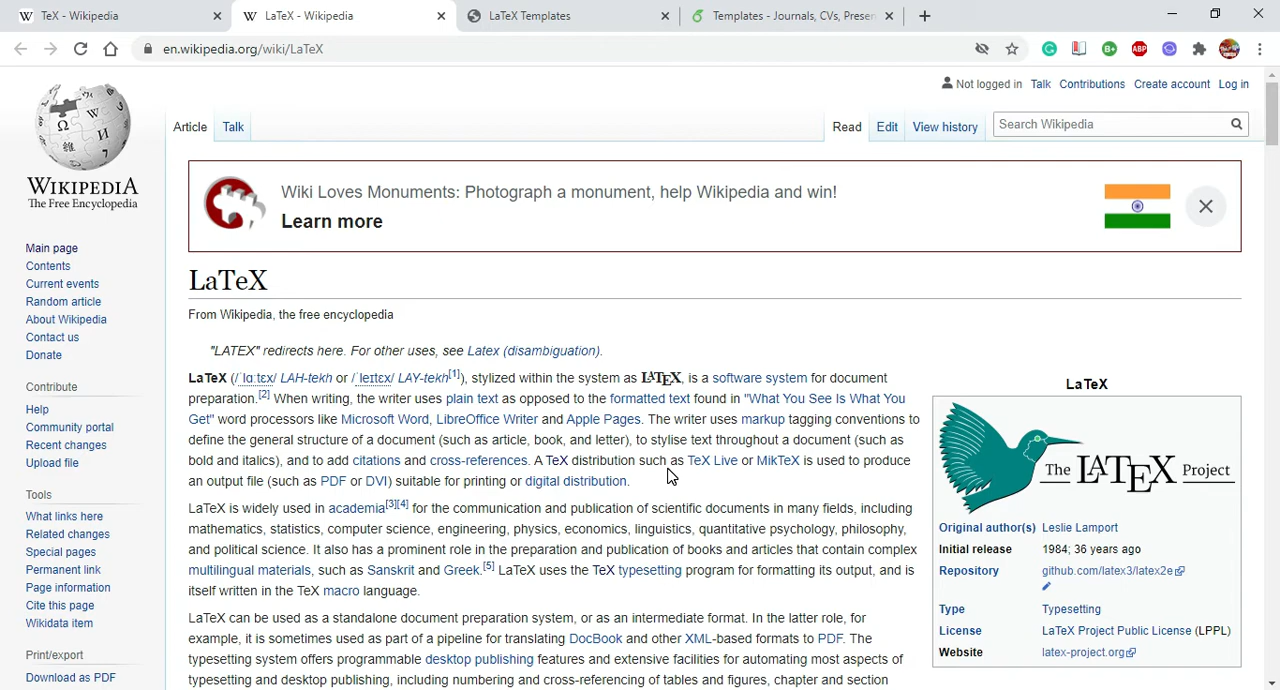 TeX - Wikipedia
LaTeX - Wikipedia
LaTeX Templates
Templates - Journals, CVs, Presen
en.wikipedia.org/wiki/LaTeX
Not logged in Talk Contributions Create account Log in
Article Talk Read Edit View history Search Wikipedia
WIKIPEDIA
The Free Encyclopedia
Wiki Loves Monuments: Photograph a monument, help Wikipedia and win!
Learn more
Main page
Contents
Current events
Random article
About Wikipedia
Contact us
Donate
Contribute
Help
Community portal
Recent changes
Upload file
Tools
What links here
Related changes
Special pages
Permanent link
Page information
Cite this page
Wikidata item
Print/export
Download as PDF
LaTeX
From Wikipedia, the free encyclopedia
"LATEX" redirects here. For other uses, see Latex (disambiguation).
LaTeX (/ˈlɑːtɛx/ LAH-tekh or /ˈleɪtɛx/ LAY-tekh[1]), stylized within the system as LATEX, is a software system for document
preparation.[2] When writing, the writer uses plain text as opposed to the formatted text found in "What You See Is What You
Get" word processors like Microsoft Word, LibreOffice Writer and Apple Pages. The writer uses markup tagging conventions to
define the general structure of a document (such as article, book, and letter), to stylise text throughout a document (such as
bold and italics), and to add citations and cross-references. A TeX distribution such as TeX Live or MikTeX is used to produce
an output file (such as PDF or DVI) suitable for printing or digital distribution.
LaTeX is widely used in academia[3][4] for the communication and publication of scientific documents in many fields, including
mathematics, statistics, computer science, engineering, physics, economics, linguistics, quantitative psychology, philosophy,
and political science. It also has a prominent role in the preparation and publication of books and articles that contain complex
multilingual materials, such as Sanskrit and Greek.[5] LaTeX uses the TeX typesetting program for formatting its output, and is
itself written in the TeX macro language.
LaTeX can be used as a standalone document preparation system, or as an intermediate format. In the latter role, for
example, it is sometimes used as part of a pipeline for translating DocBook and other XML-based formats to PDF. The
typesetting system offers programmable desktop publishing features and extensive facilities for automating most aspects of
typesetting and desktop publishing, including numbering and cross-referencing of tables and figures, chapter and section
LaTeX
The LATEX Project
Original author(s) Leslie Lamport
Initial release 1984; 36 years ago
Repository github.com/latex3/latex2e
Type Typesetting
License LaTeX Project Public License (LPPL)
Website latex-project.org